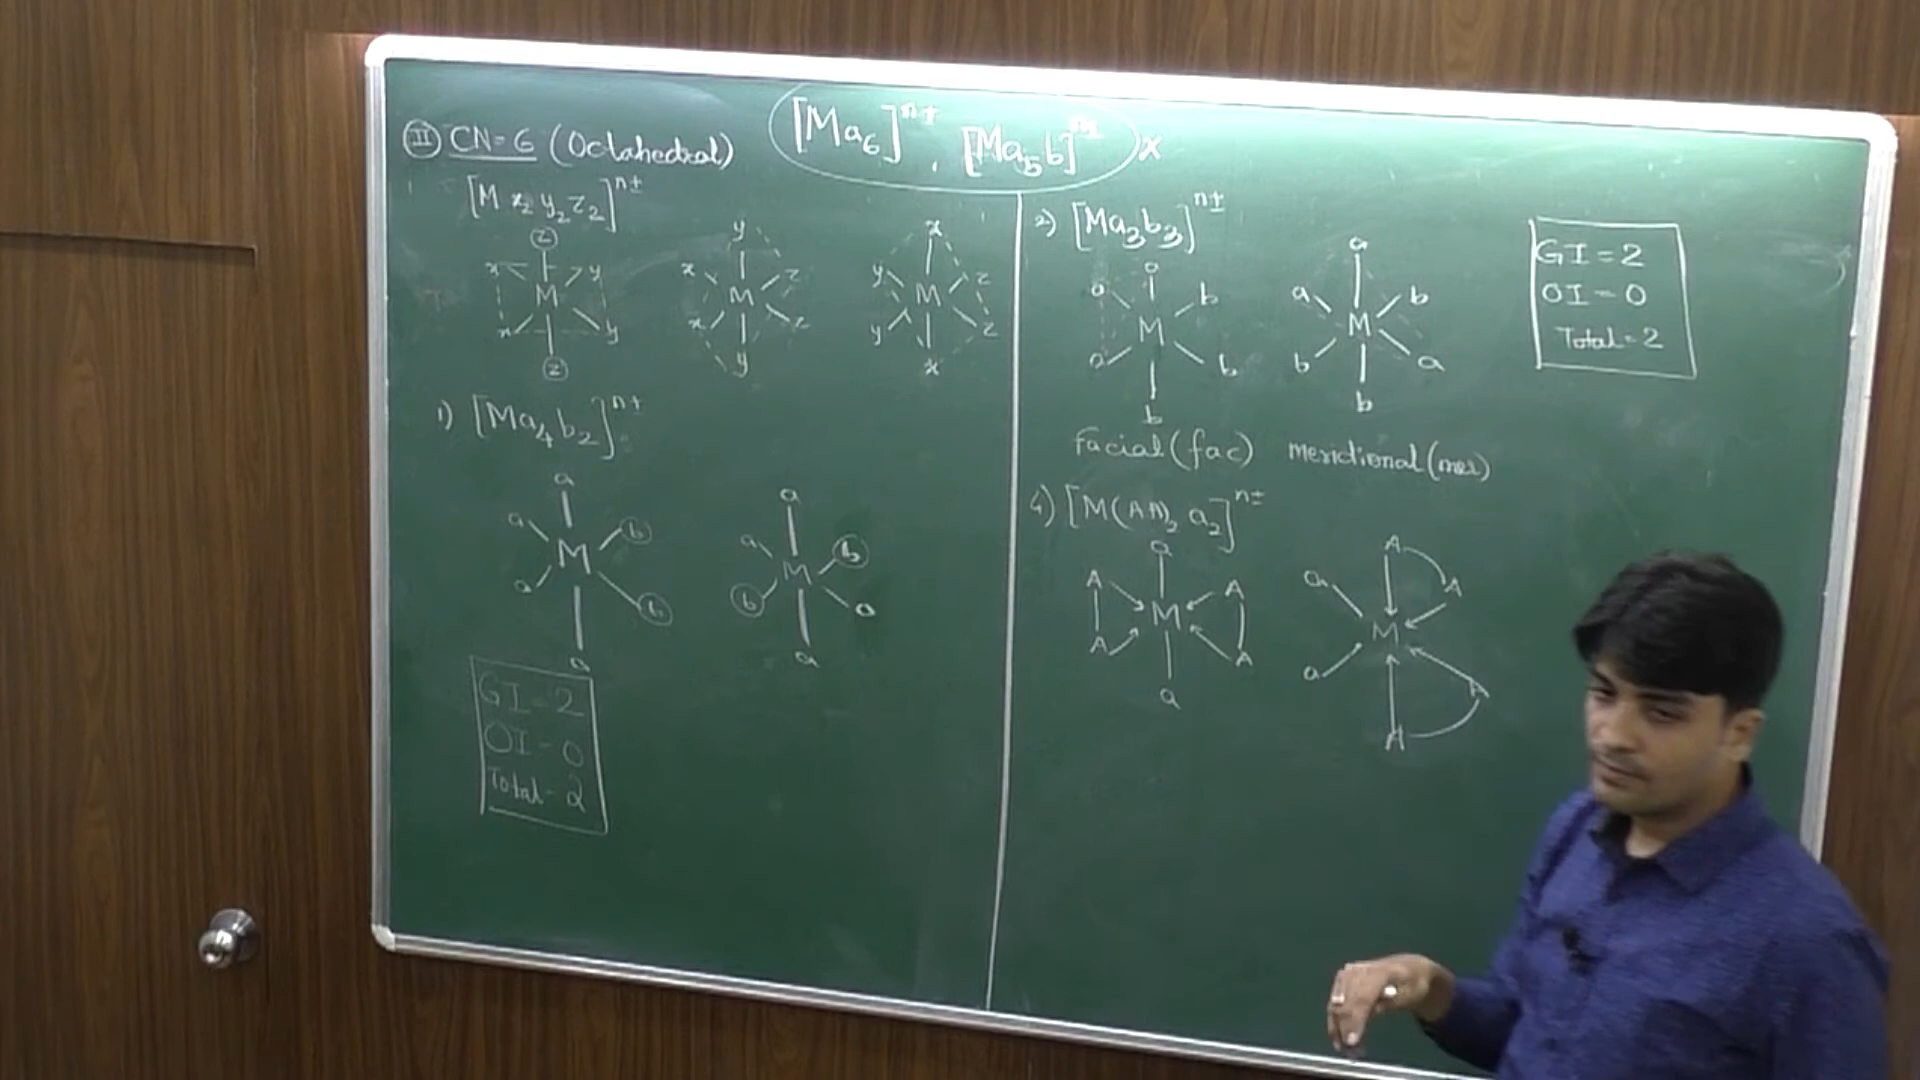 II CN=6 (Octahedral)
[Ma6]^n±, [Ma5b]^n± x
[M x2 y2 z2]^n±
z
x y
M
x y
z
y
x z
M
x z
y
x
y z
M
y z
x
1) [Ma4b2]^n±
a
a b
M
a b
a
a
a b
M
b a
a
GI=2
OI-0
Total-2
2) [Ma3b3]^n±
a
a b
M
a b
b
a
a b
M
b a
b
facial (fac) meridional (mer)
GI=2
OI-0
Total=2
4) [M(AA)2 a2]^n±
a
A A
M
A A
a
A
a A
M
a A
A